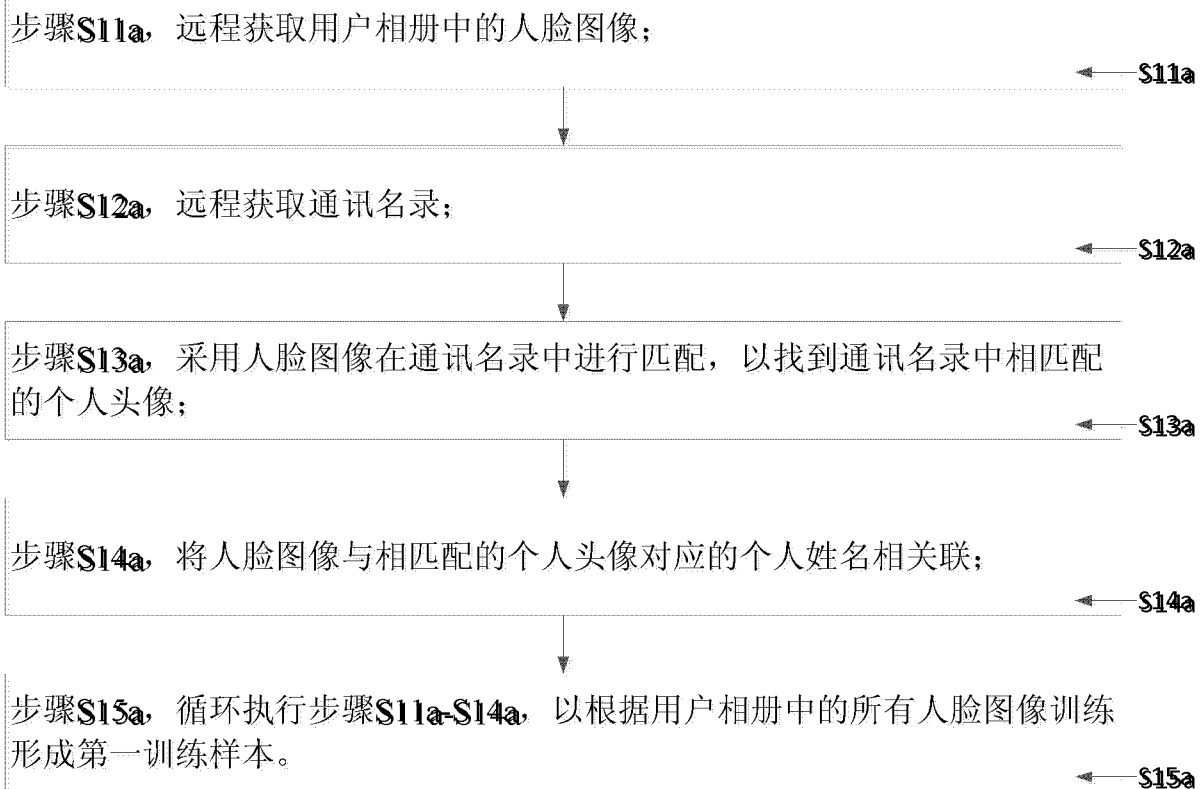 步骤S11a，远程获取用户相册中的人脸图像；
S11a
步骤S12a，远程获取通讯名录；
S12a
步骤S13a，采用人脸图像在通讯名录中进行匹配，以找到通讯名录中相匹配
的个人头像；
S13a
步骤S14a，将人脸图像与相匹配的个人头像对应的个人姓名相关联；
S14a
步骤S15a，循环执行步骤S11a-S14a，以根据用户相册中的所有人脸图像训练
形成第一训练样本。
S15a